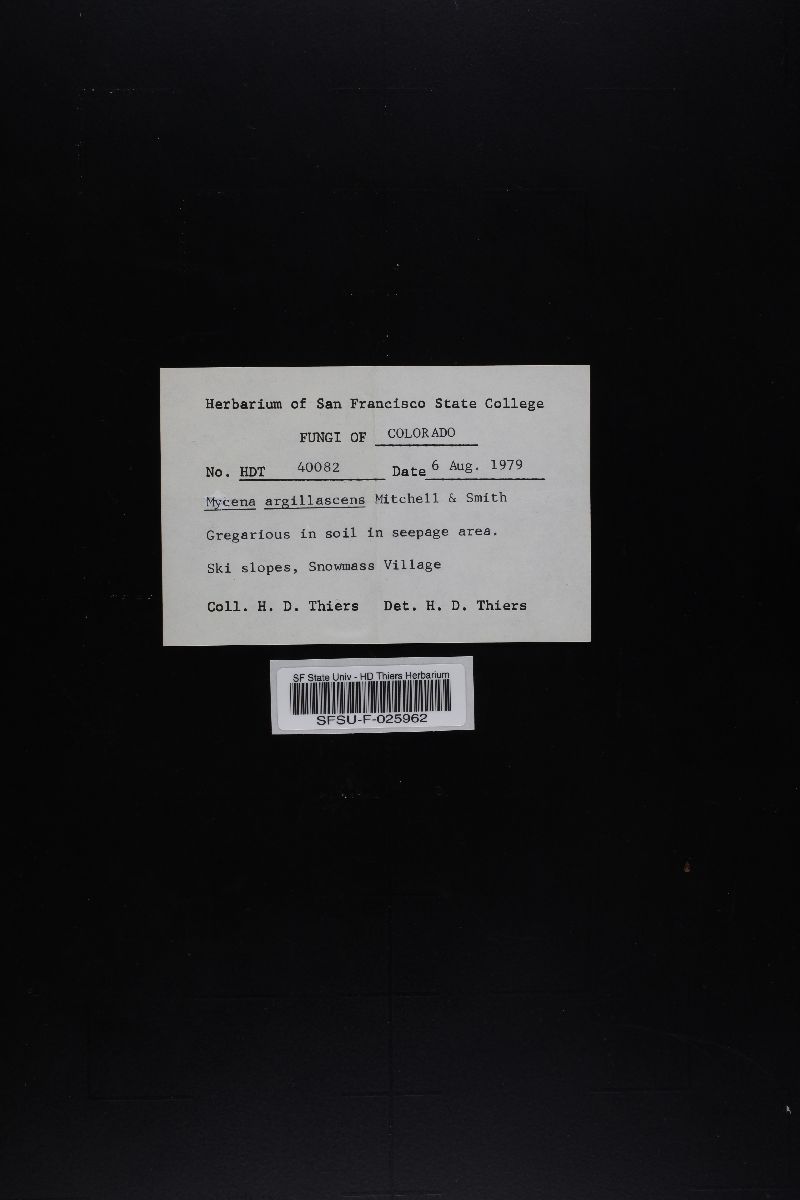 Herbarium of San Francisco State College
FUNGI OF COLORADO
No. HDT 40082 Date 6 Aug. 1979
Mycena argillascens Mitchell & Smith
Gregarious in soil in seepage area.
Ski slopes, Snowmass Village
Coll. H. D. Thiers Det. H. D. Thiers
SF State Univ - HD Thiers Herbarium
SFSU-F-025962